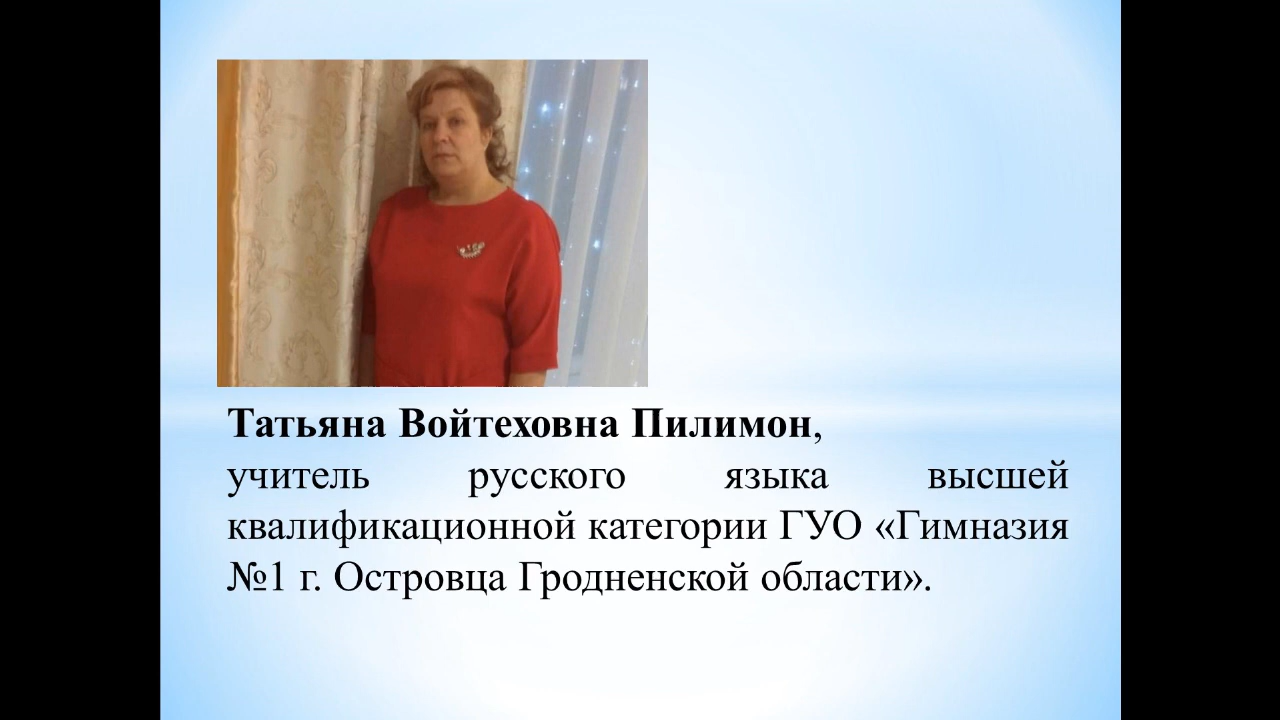 Татьяна Войтеховна Пилимон,
учитель русского языка высшей
квалификационной категории ГУО «Гимназия
№1 г. Островца Гродненской области».